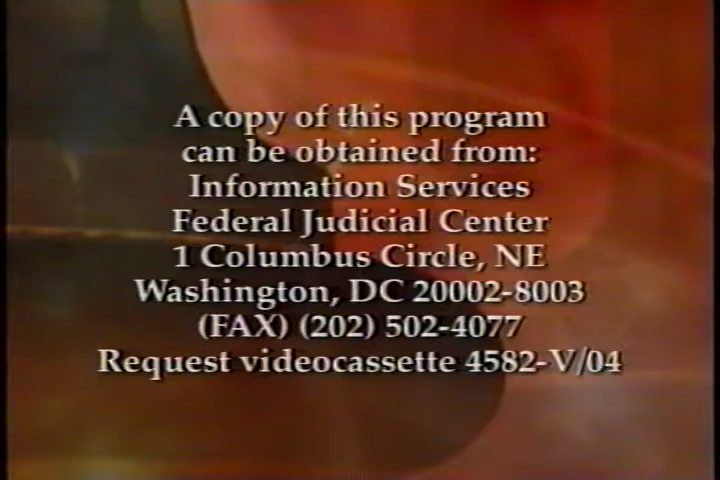 A copy of this program
can be obtained from:
Information Services
Federal Judicial Center
1 Columbus Circle, NE
Washington, DC 20002-8003
(FAX) (202) 502-4077
Request videocassette 4582-V/04